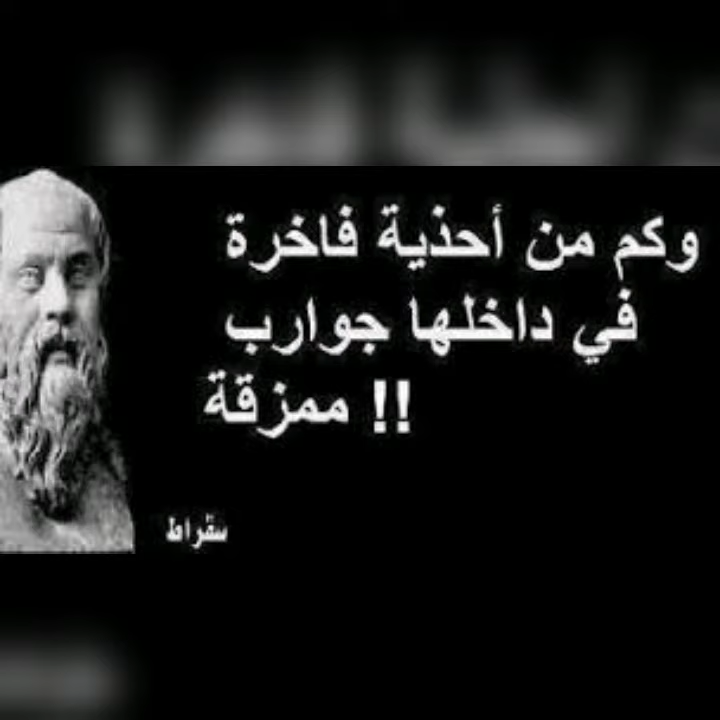 وكم من أحذية فاخرة
في داخلها جوارب
ممزقة !!
سقراط